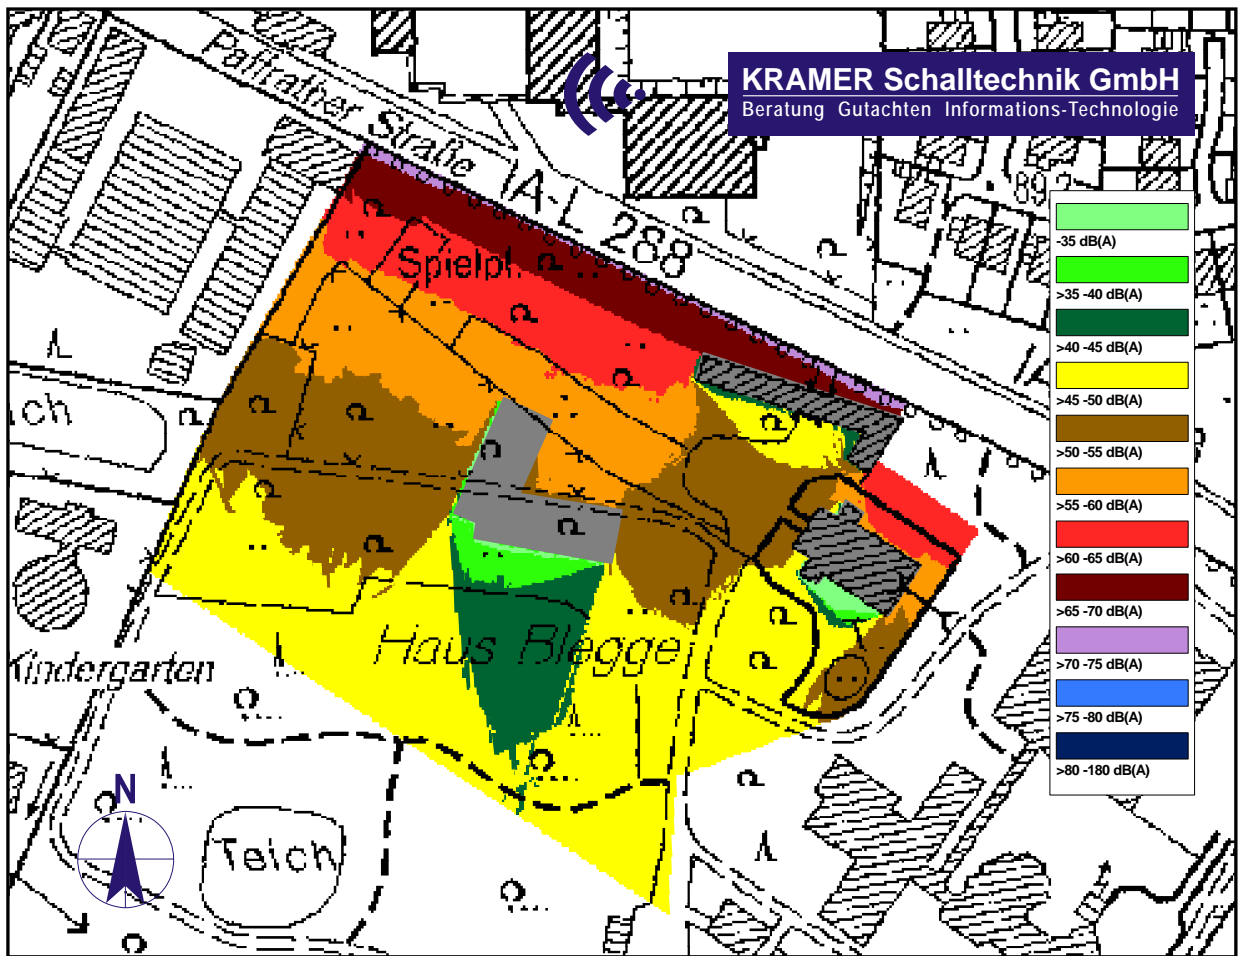 KRAMER Schalltechnik GmbH
Beratung Gutachten Informations-Technologie
Paffrather Straße
IA-L 288
Spielpl.
-35 dB(A)
>35 -40 dB(A)
>40 -45 dB(A)
>45 -50 dB(A)
>50 -55 dB(A)
>55 -60 dB(A)
>60 -65 dB(A)
>65 -70 dB(A)
>70 -75 dB(A)
>75 -80 dB(A)
>80 -180 dB(A)
Haus Blegge
Kindergarten
N
Teich